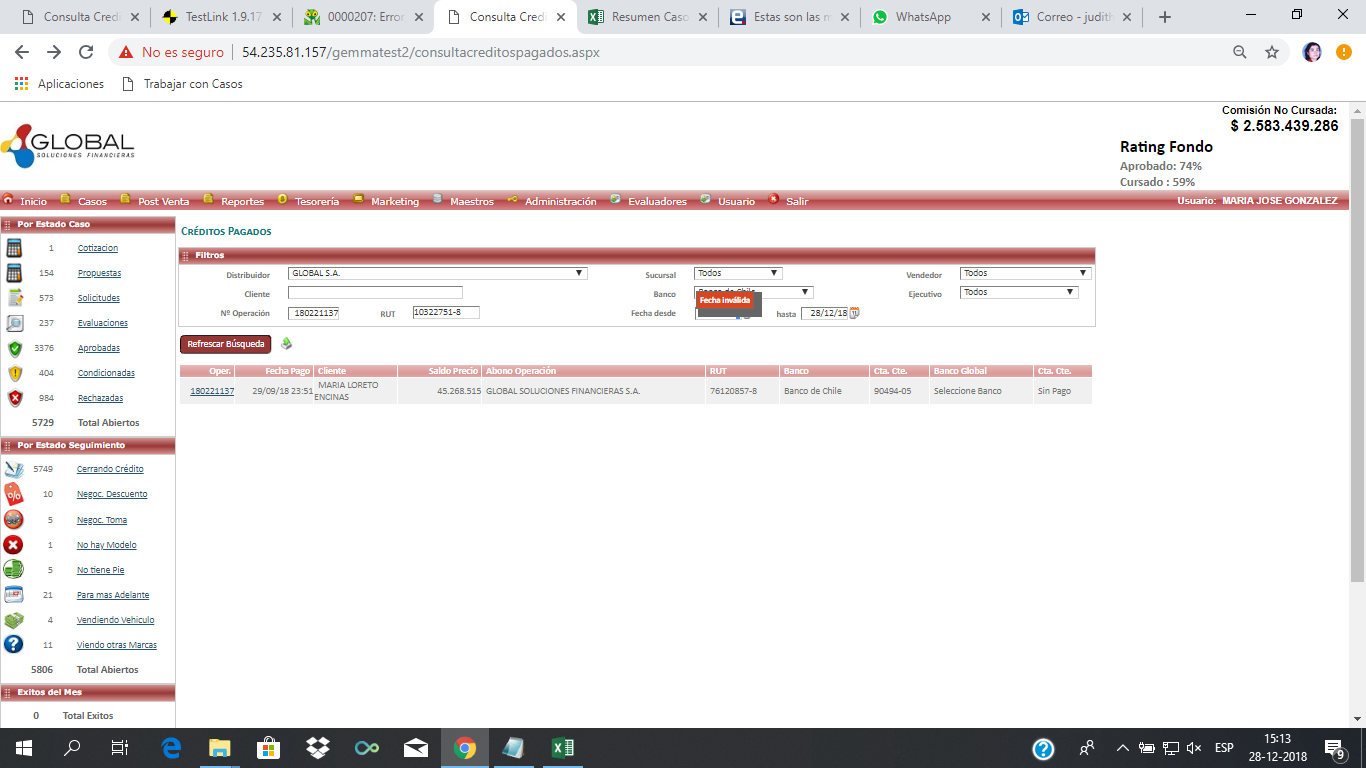 Consulta Credi
TestLink 1.9.17
0000207: Error
Consulta Credi
Resumen Caso
Estas son las m
WhatsApp
Correo - judith
No es seguro
54.235.81.157/gemmatest2/consultacreditospagados.aspx
Aplicaciones
Trabajar con Casos
Comisión No Cursada:
$ 2.583.439.286
GLOBAL
SOLUCIONES FINANCIERAS
Rating Fondo
Aprobado: 74%
Cursado : 59%
Inicio Casos Post Venta Reportes Tesorería Marketing Maestros Administración Evaluadores Usuario Salir
Usuario: MARIA JOSE GONZALEZ
Por Estado Caso
1 Cotizacion
154 Propuestas
573 Solicitudes
237 Evaluaciones
3376 Aprobadas
404 Condicionadas
984 Rechazadas
5729 Total Abiertos
Por Estado Seguimiento
5749 Cerrando Crédito
10 Negoc. Descuento
5 Negoc. Toma
1 No hay Modelo
5 No tiene Pie
21 Para mas Adelante
4 Vendiendo Vehiculo
11 Viendo otras Marcas
5806 Total Abiertos
Exitos del Mes
0 Total Exitos
CRÉDITOS PAGADOS
Filtros
Distribuidor GLOBAL S.A. Sucursal Todos Vendedor Todos
Cliente Banco Banco de Chile Ejecutivo Todos
Fecha inválida
Nº Operación 180221137 RUT 10322751-8 Fecha desde hasta 28/12/18
Refrescar Búsqueda
Oper. Fecha Pago Cliente Saldo Precio Abono Operación RUT Banco Cta. Cte. Banco Global Cta. Cte.
180221137 29/09/18 23:51 MARIA LORETO ENCINAS 45.268.515 GLOBAL SOLUCIONES FINANCIERAS S.A. 76120857-8 Banco de Chile 90494-05 Seleccione Banco Sin Pago
ESP
15:13
28-12-2018
9